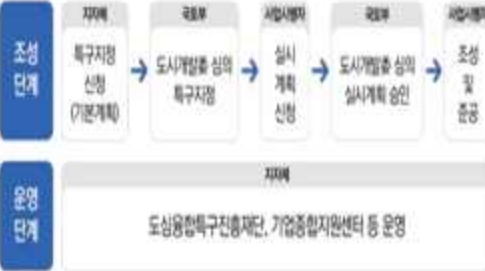 조성
단계
지자체
특구지정
신청
(기본계획)
국토부
도시개발委 심의
특구지정
사업시행자
실시
계획
신청
국토부
도시개발委 심의
실시계획 승인
사업시행자
조성
및
준공
운영
단계
지자체
도심융합특구진흥재단, 기업종합지원센터 등 운영